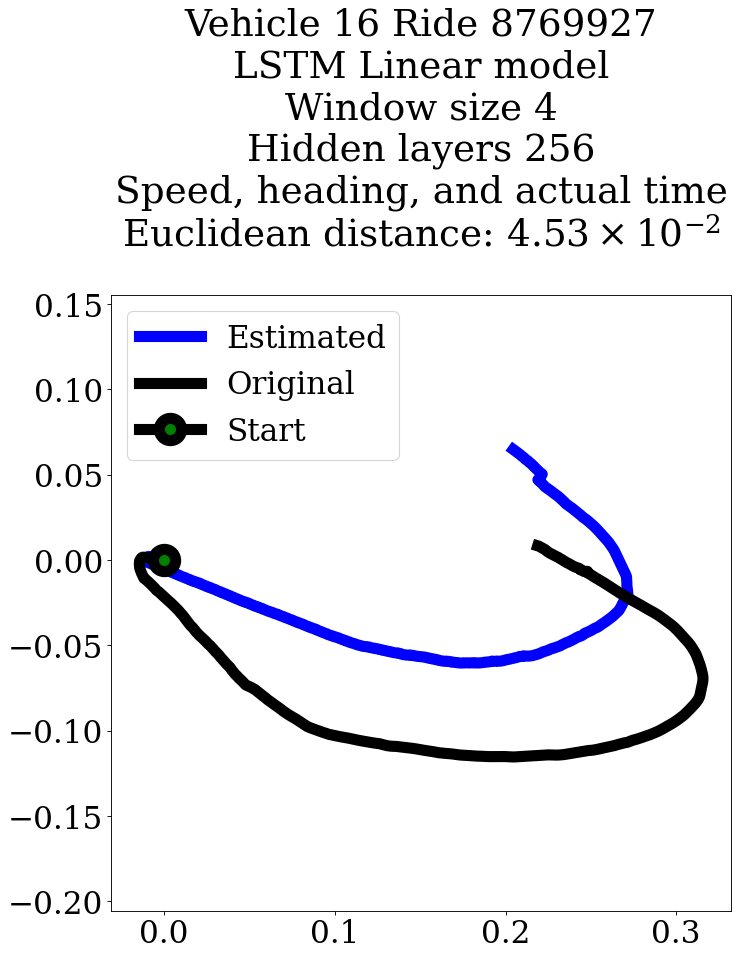 Vehicle 16 Ride 8769927
LSTM Linear model
Window size 4
Hidden layers 256
Speed, heading, and actual time
Euclidean distance: 4.53 × 10⁻²
Estimated
Original
Start
0.15
0.10
0.05
0.00
−0.05
−0.10
−0.15
−0.20
0.0 0.1 0.2 0.3